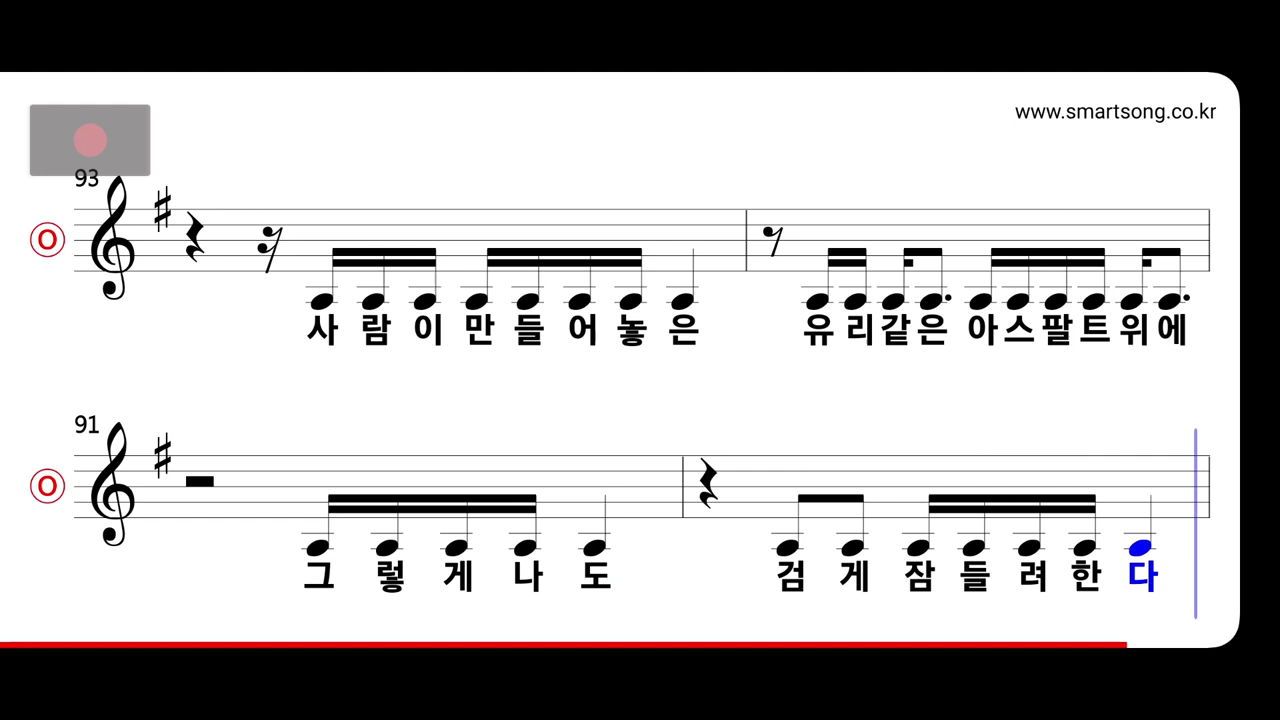 www.smartsong.co.kr
93
O
사 람 이 만 들 어 놓 은 유 리 같 은 아 스 팔 트 위 에
91
O
그 렇 게 나 도 검 게 잠 들 려 한 다